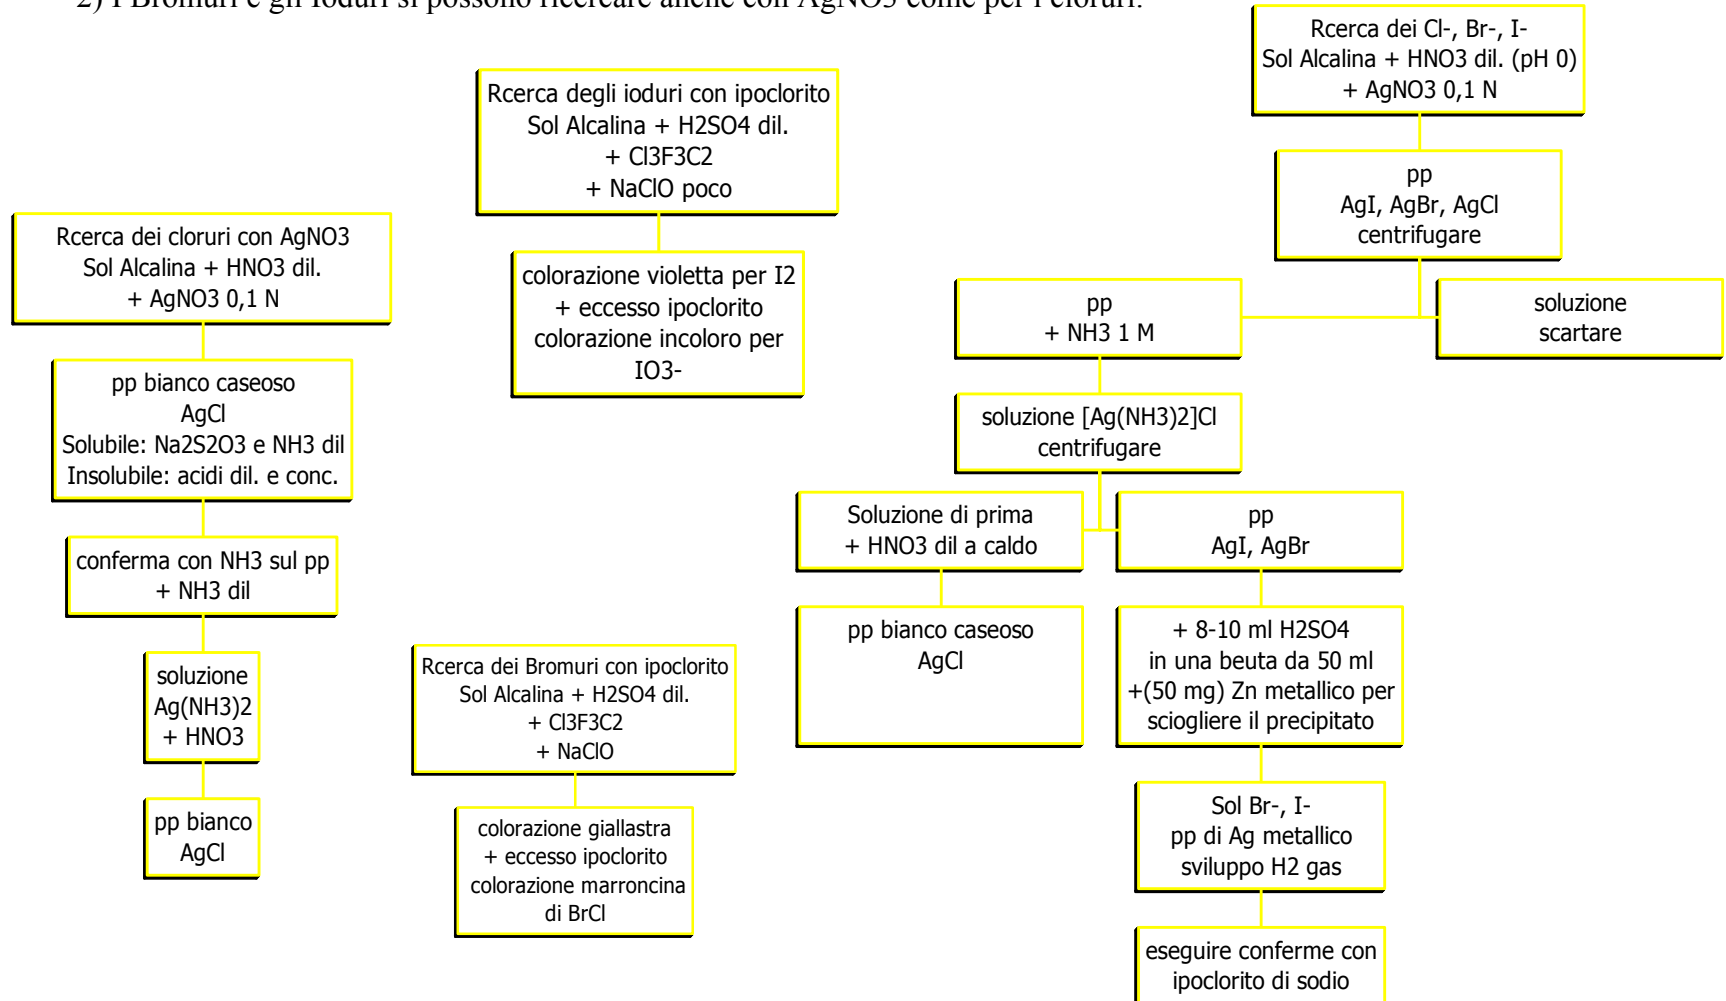 2) I Bromuri e gli Ioduri si possono ricercare anche con AgNO3 come per i cloruri.
Rcerca dei Cl-, Br-, I-
Sol Alcalina + HNO3 dil. (pH 0)
+ AgNO3 0,1 N
pp
AgI, AgBr, AgCl
centrifugare
pp
+ NH3 1 M
soluzione
scartare
soluzione [Ag(NH3)2]Cl
centrifugare
Soluzione di prima
+ HNO3 dil a caldo
pp
AgI, AgBr
pp bianco caseoso
AgCl
+ 8-10 ml H2SO4
in una beuta da 50 ml
+(50 mg) Zn metallico per
sciogliere il precipitato
Sol Br-, I-
pp di Ag metallico
sviluppo H2 gas
eseguire conferme con
ipoclorito di sodio
Rcerca degli ioduri con ipoclorito
Sol Alcalina + H2SO4 dil.
+ Cl3F3C2
+ NaClO poco
colorazione violetta per I2
+ eccesso ipoclorito
colorazione incoloro per
IO3-
Rcerca dei cloruri con AgNO3
Sol Alcalina + HNO3 dil.
+ AgNO3 0,1 N
pp bianco caseoso
AgCl
Solubile: Na2S2O3 e NH3 dil
Insolubile: acidi dil. e conc.
conferma con NH3 sul pp
+ NH3 dil
soluzione
Ag(NH3)2
+ HNO3
pp bianco
AgCl
Rcerca dei Bromuri con ipoclorito
Sol Alcalina + H2SO4 dil.
+ Cl3F3C2
+ NaClO
colorazione giallastra
+ eccesso ipoclorito
colorazione marroncina
di BrCl